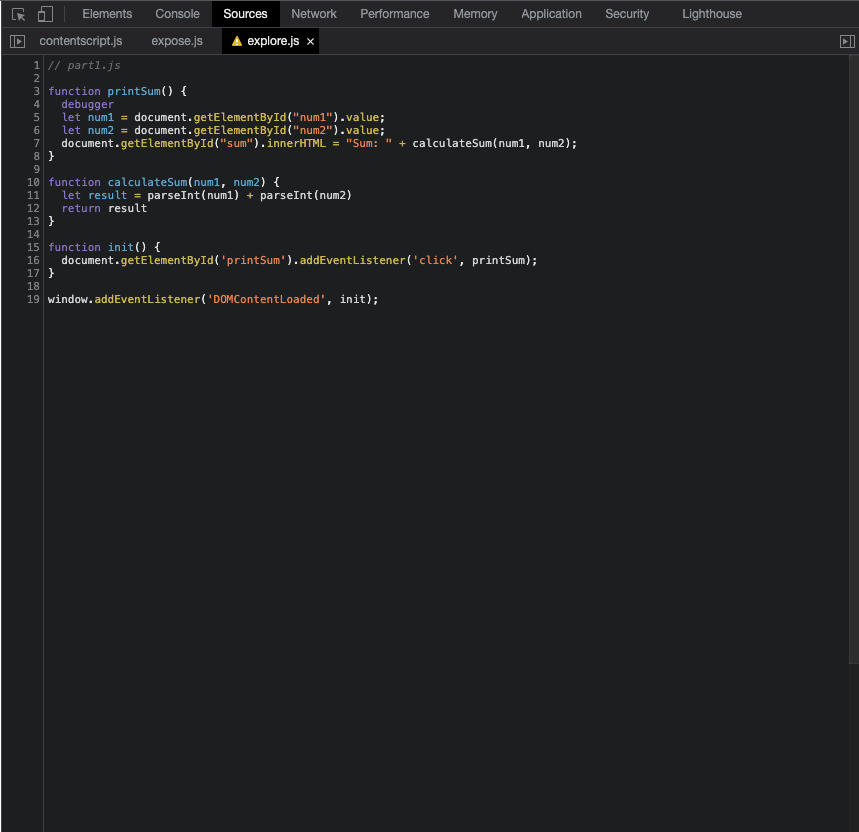 Elements Console Sources Network Performance Memory Application Security Lighthouse
contentscript.js expose.js explore.js ×
1 // part1.js
2
3 function printSum() {
4   debugger
5   let num1 = document.getElementById("num1").value;
6   let num2 = document.getElementById("num2").value;
7   document.getElementById("sum").innerHTML = "Sum: " + calculateSum(num1, num2);
8 }
9
10 function calculateSum(num1, num2) {
11   let result = parseInt(num1) + parseInt(num2)
12   return result
13 }
14
15 function init() {
16   document.getElementById('printSum').addEventListener('click', printSum);
17 }
18
19 window.addEventListener('DOMContentLoaded', init);